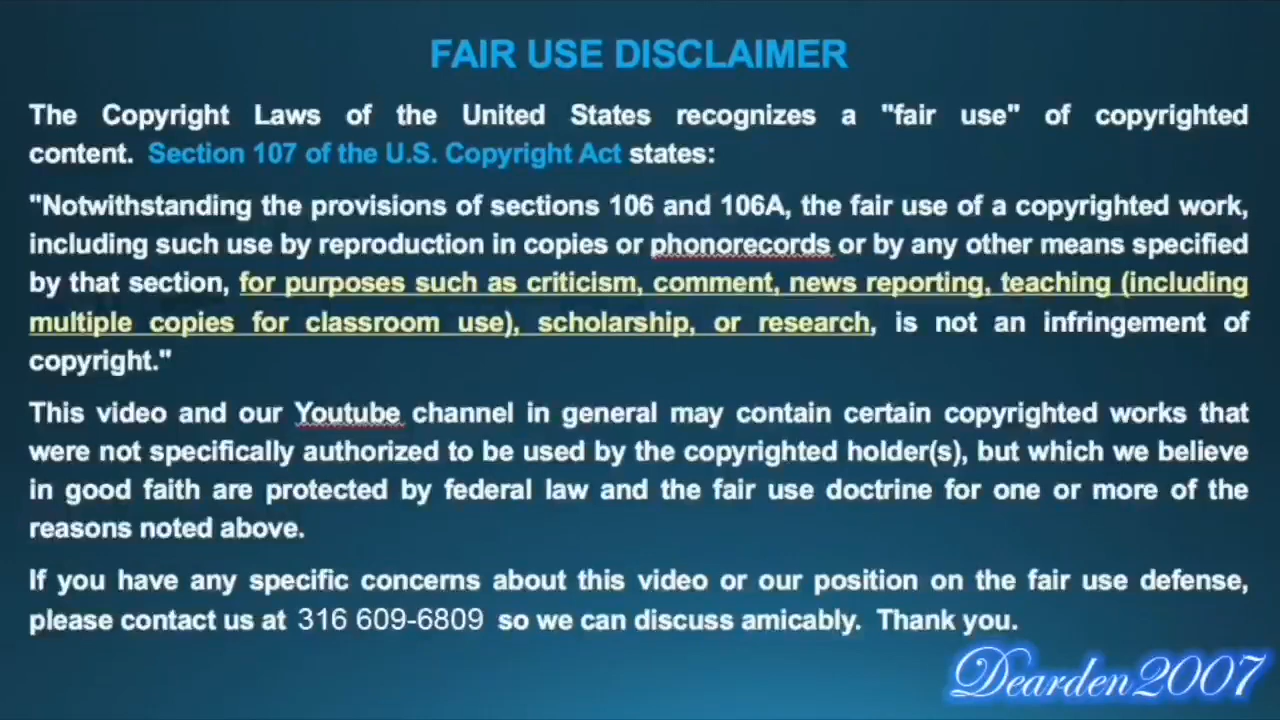 FAIR USE DISCLAIMER
The Copyright Laws of the United States recognizes a "fair use" of copyrighted
content. Section 107 of the U.S. Copyright Act states:
"Notwithstanding the provisions of sections 106 and 106A, the fair use of a copyrighted work,
including such use by reproduction in copies or phonorecords or by any other means specified
by that section, for purposes such as criticism, comment, news reporting, teaching (including
multiple copies for classroom use), scholarship, or research, is not an infringement of
copyright."
This video and our Youtube channel in general may contain certain copyrighted works that
were not specifically authorized to be used by the copyrighted holder(s), but which we believe
in good faith are protected by federal law and the fair use doctrine for one or more of the
reasons noted above.
If you have any specific concerns about this video or our position on the fair use defense,
please contact us at 316 609-6809 so we can discuss amicably. Thank you.
Dearden2007